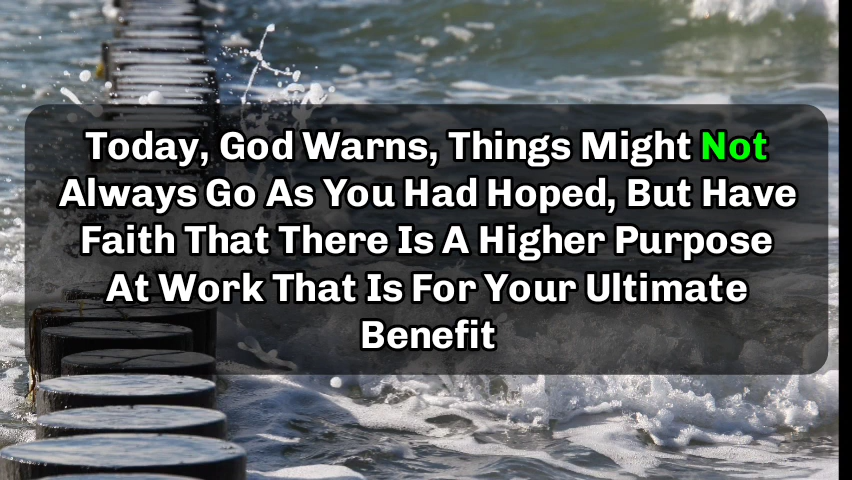 Today, God Warns, Things Might Not
Always Go As You Had Hoped, But Have
Faith That There Is A Higher Purpose
At Work That Is For Your Ultimate
Benefit